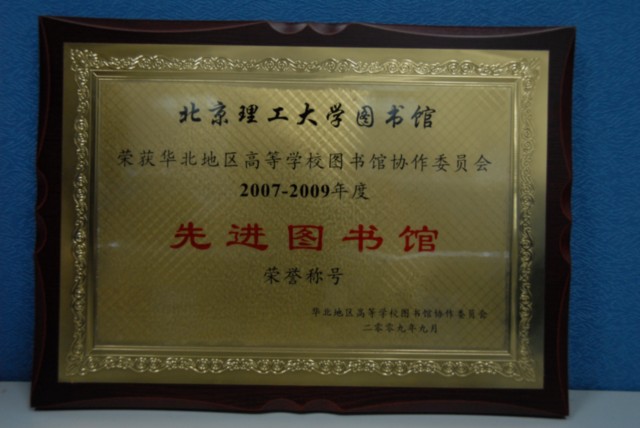 北京理工大学图书馆
荣获华北地区高等学校图书馆协作委员会
2007-2009年度
先进图书馆
荣誉称号
华北地区高等学校图书馆协作委员会
二零零九年九月